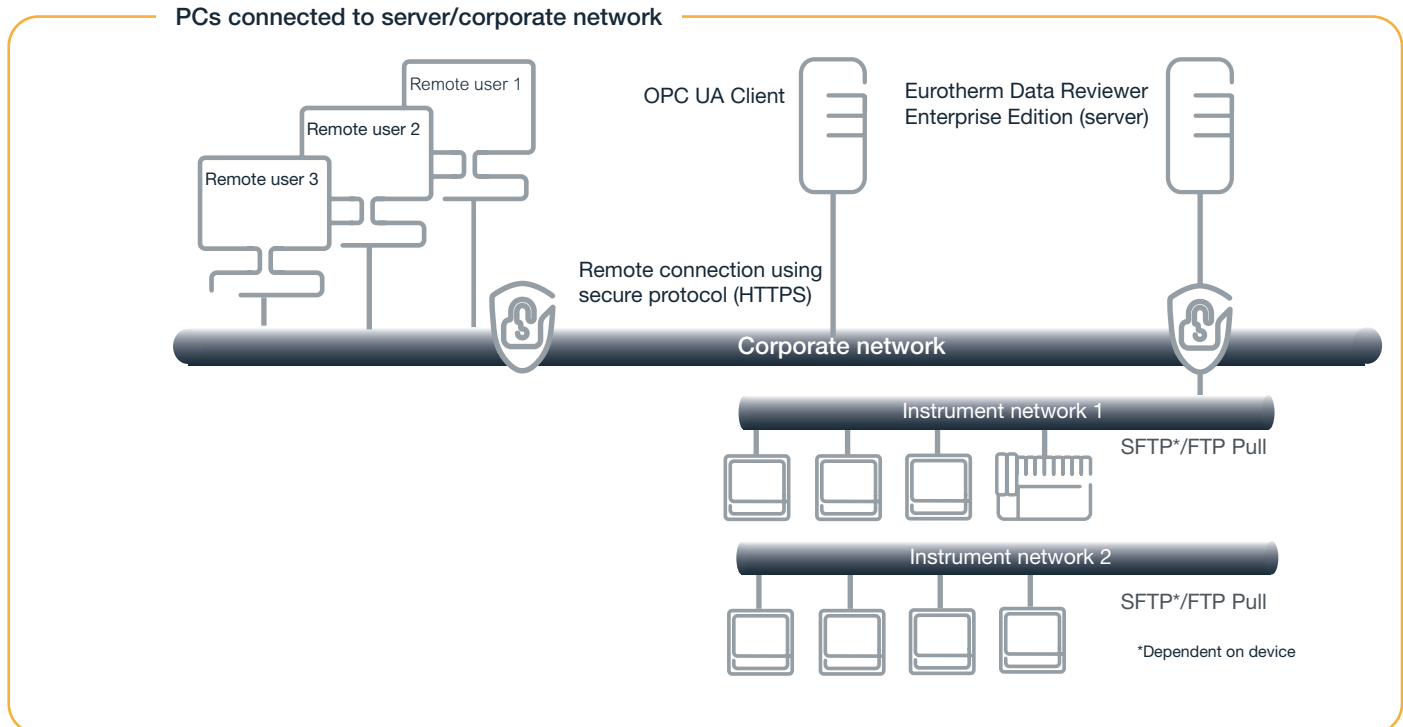 PCs connected to server/corporate network
Remote user 1
Remote user 2
Remote user 3
OPC UA Client
Eurotherm Data Reviewer
Enterprise Edition (server)
Remote connection using
secure protocol (HTTPS)
Corporate network
Instrument network 1
SFTP*/FTP Pull
Instrument network 2
SFTP*/FTP Pull
*Dependent on device